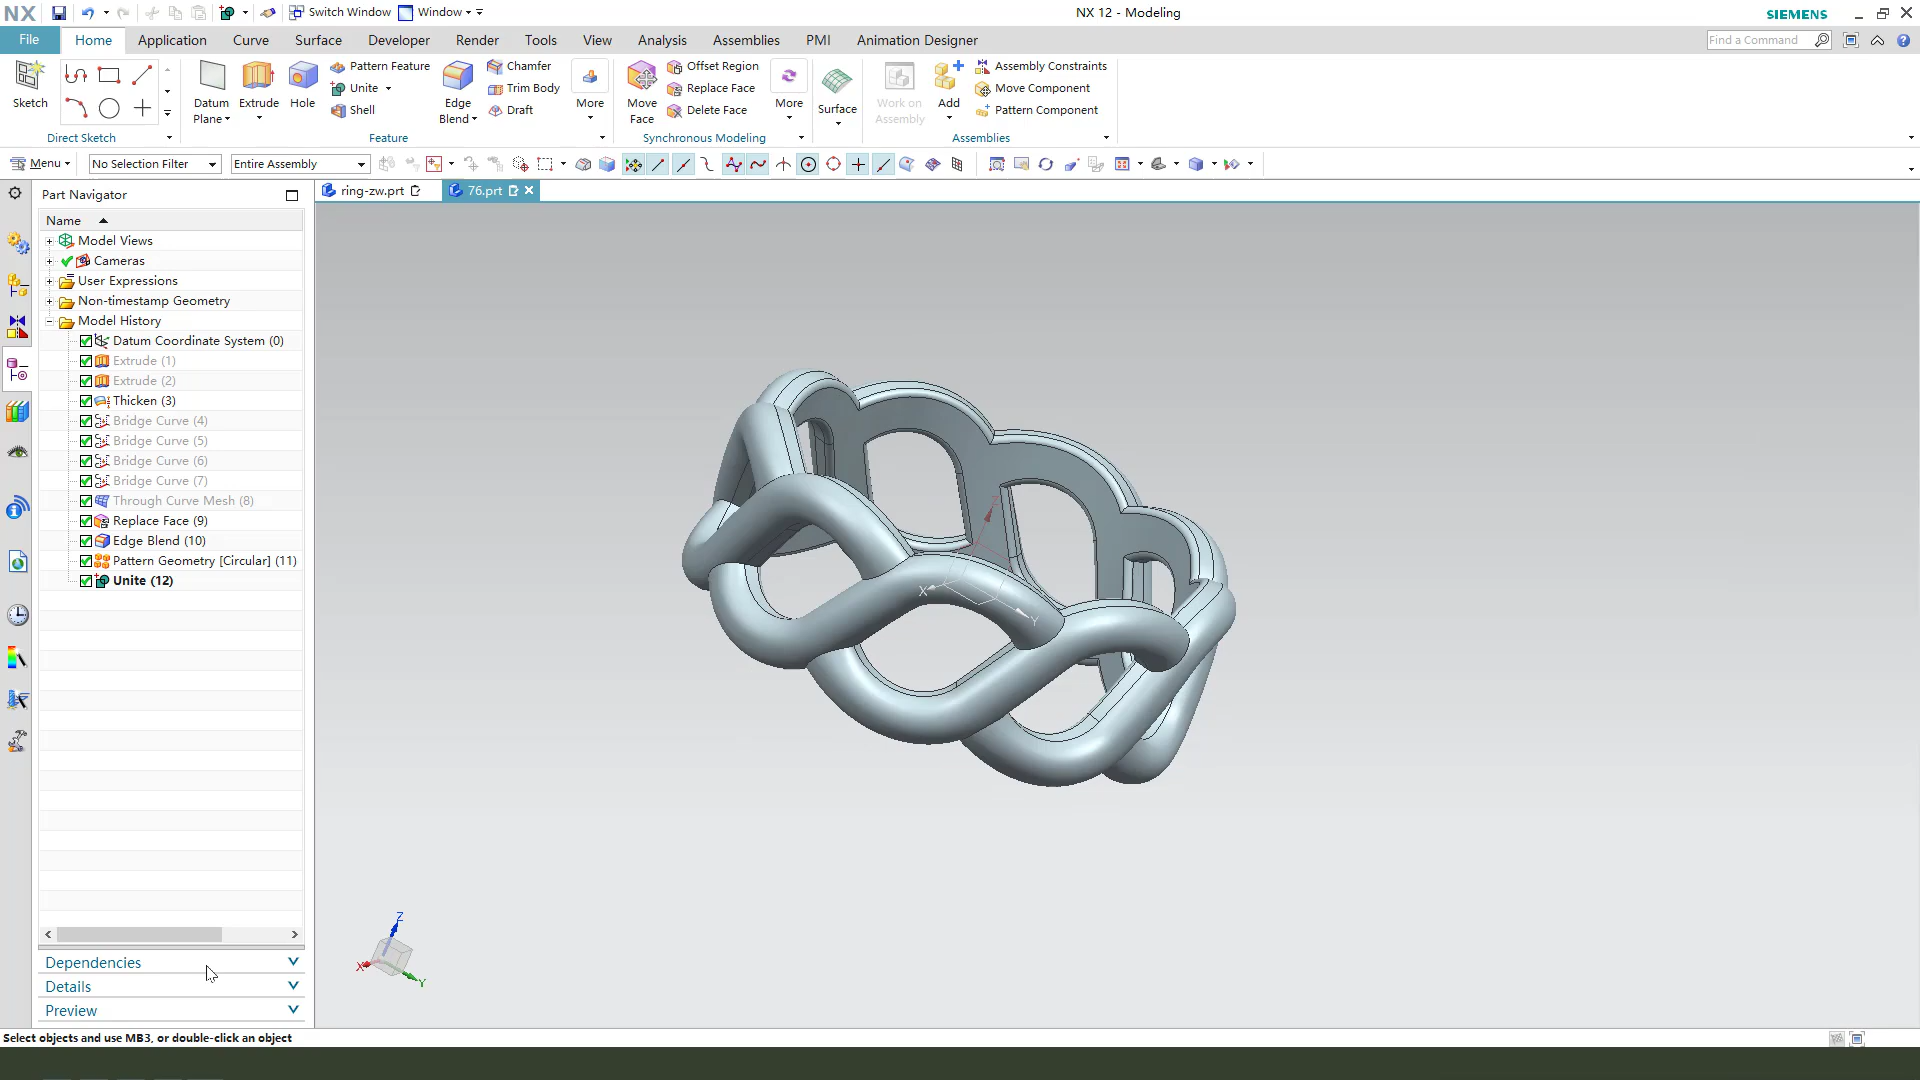 NX
Switch Window
Window
NX 12 - Modeling
SIEMENS
File
Home
Application
Curve
Surface
Developer
Render
Tools
View
Analysis
Assemblies
PMI
Animation Designer
Find a Command
Sketch
Direct Sketch
Datum
Plane
Extrude
Hole
Pattern Feature
Unite
Shell
Edge
Blend
Chamfer
Trim Body
Draft
More
Feature
Move
Face
Offset Region
Replace Face
Delete Face
More
Synchronous Modeling
Surface
Work on
Assembly
Add
Assembly Constraints
Move Component
Pattern Component
Assemblies
Menu
No Selection Filter
Entire Assembly
Part Navigator
ring-zw.prt
76.prt
Name
Model Views
Cameras
User Expressions
Non-timestamp Geometry
Model History
Datum Coordinate System (0)
Extrude (1)
Extrude (2)
Thicken (3)
Bridge Curve (4)
Bridge Curve (5)
Bridge Curve (6)
Bridge Curve (7)
Through Curve Mesh (8)
Replace Face (9)
Edge Blend (10)
Pattern Geometry [Circular] (11)
Unite (12)
Z
X
Y
Z
X
Y
Dependencies
Details
Preview
Select objects and use MB3, or double-click an object